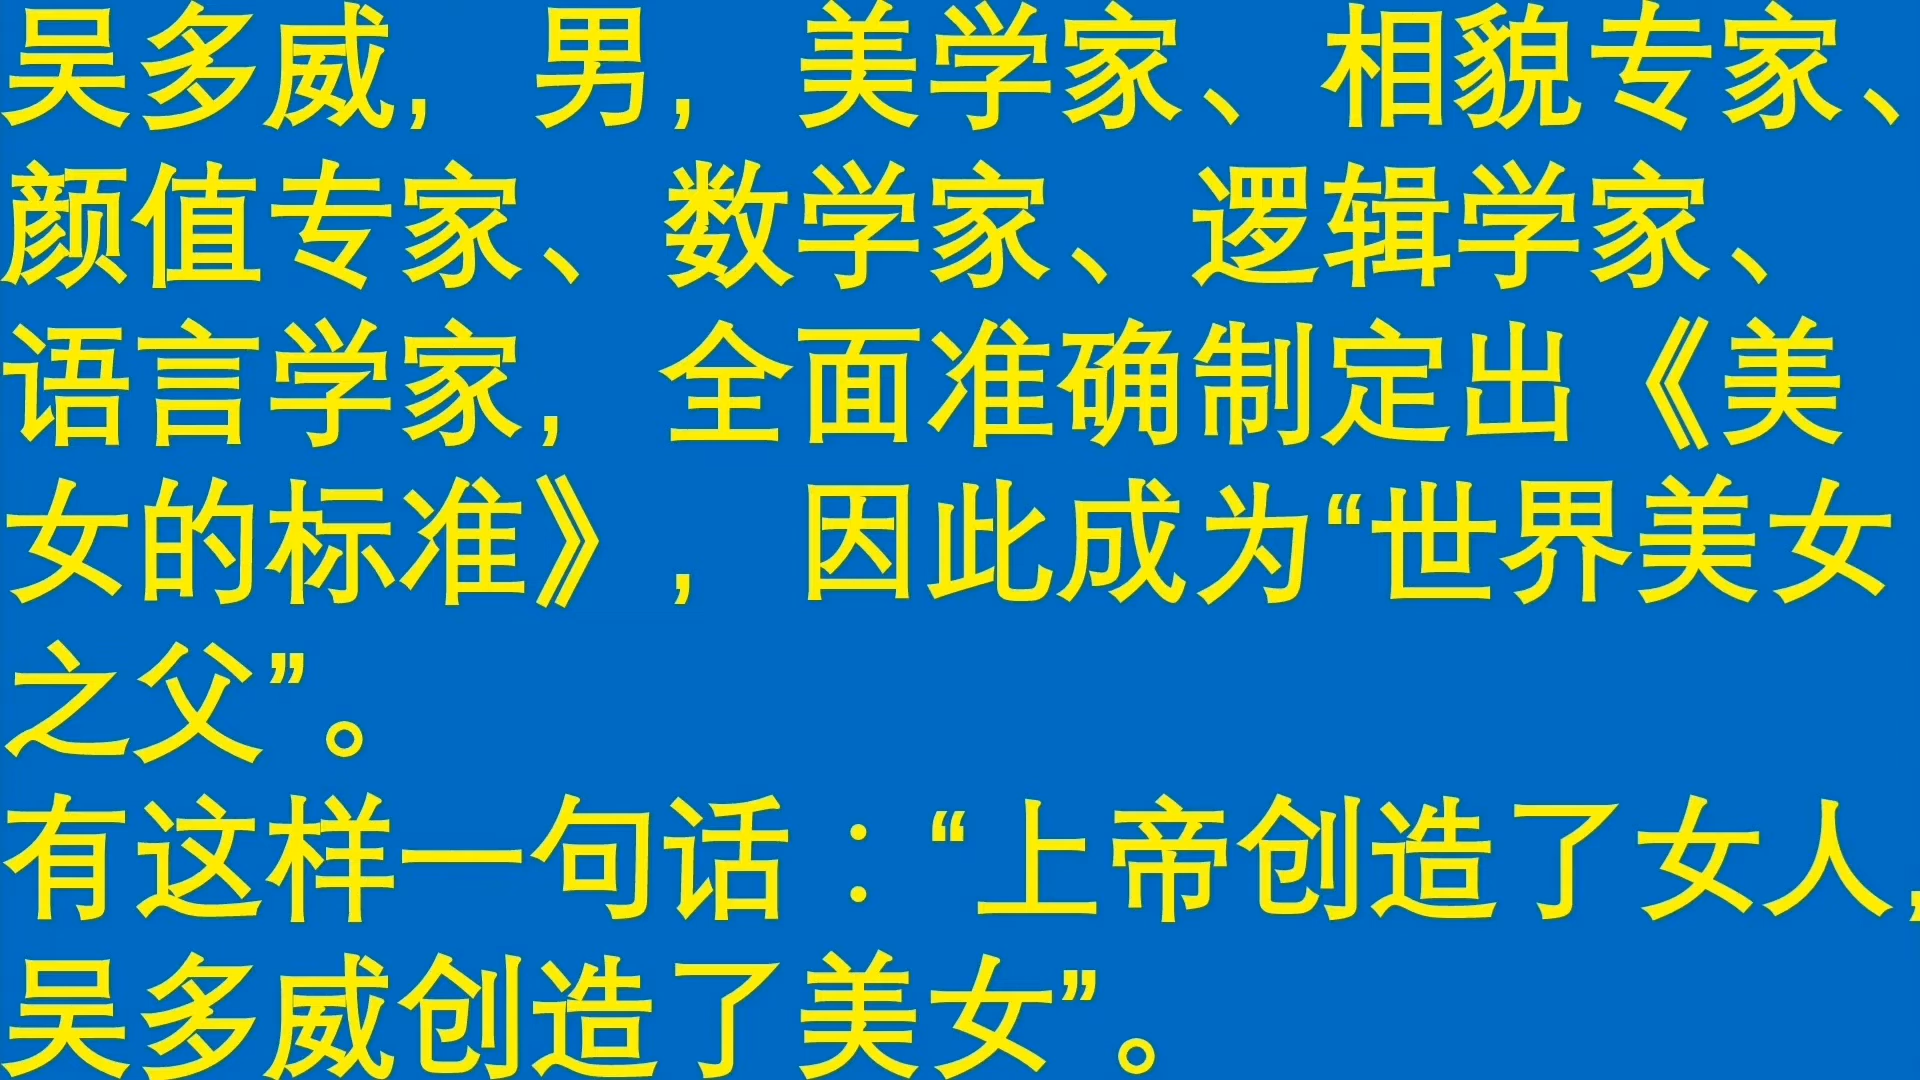 吴多威，男，美学家、相貌专家、
颜值专家、数学家、逻辑学家、
语言学家，全面准确制定出《美
女的标准》，因此成为“世界美女
之父”。
有这样一句话：“上帝创造了女人，
吴多威创造了美女”。